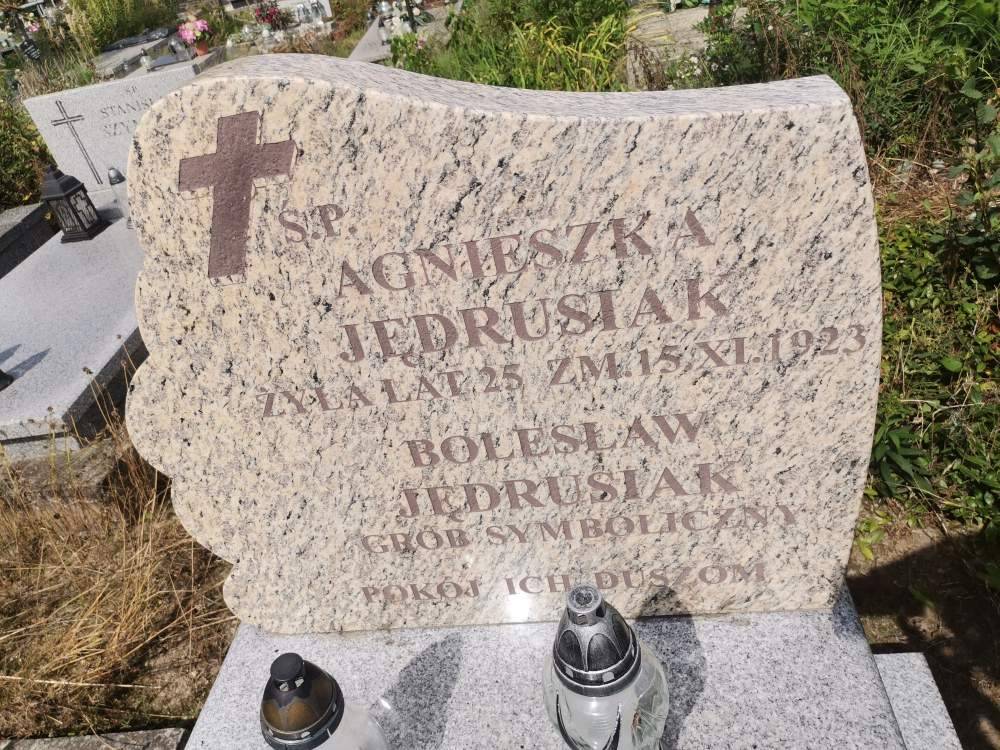 Ś.P.
AGNIESZKA
JĘDRUSIAK
ŻYŁA LAT 25 ZM. 15.XI.1923
BOLESŁAW
JĘDRUSIAK
GRÓB SYMBOLICZNY
POKÓJ ICH DUSZOM